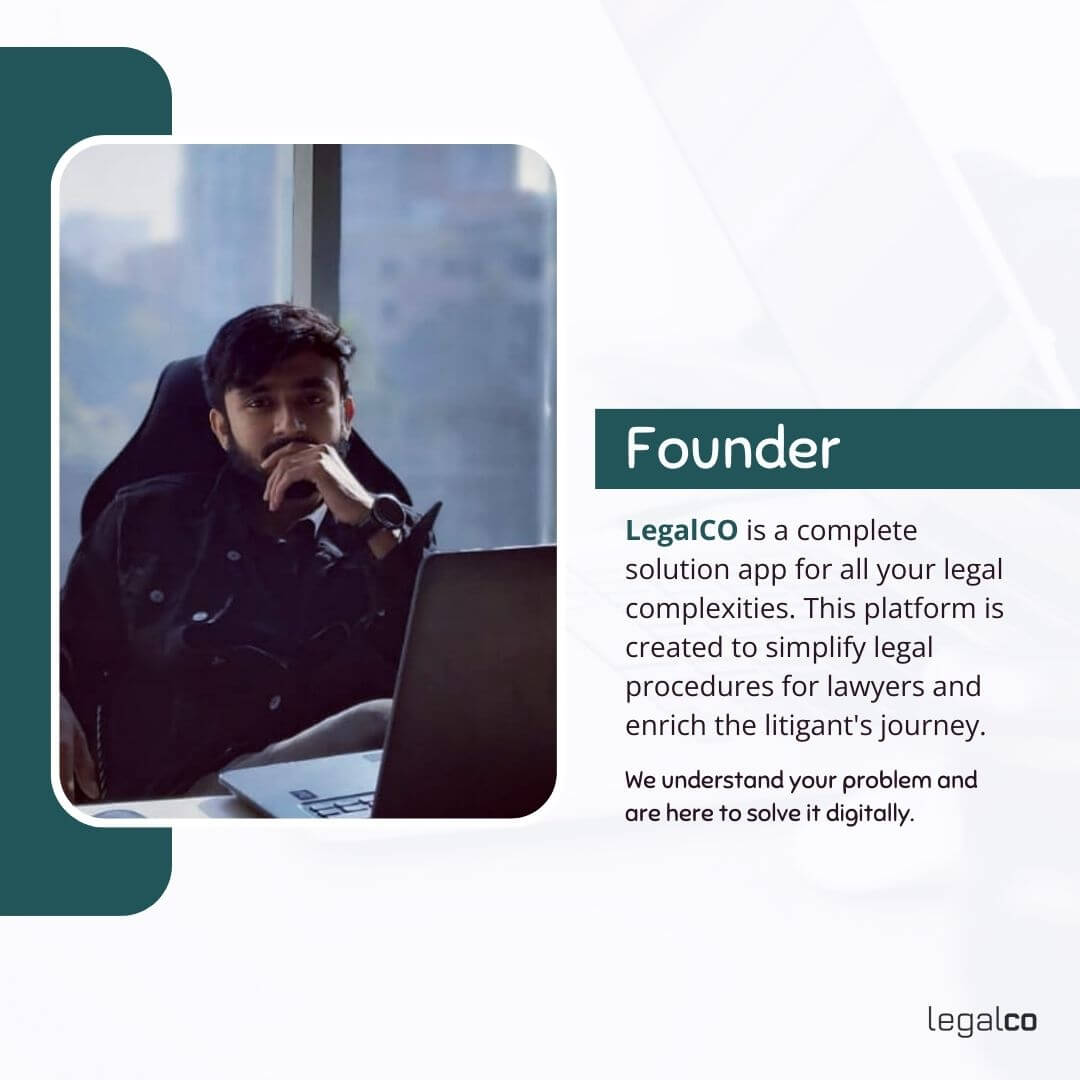 Founder
LegalCO is a complete
solution app for all your legal
complexities. This platform is
created to simplify legal
procedures for lawyers and
enrich the litigant's journey.
We understand your problem and
are here to solve it digitally.
legalco